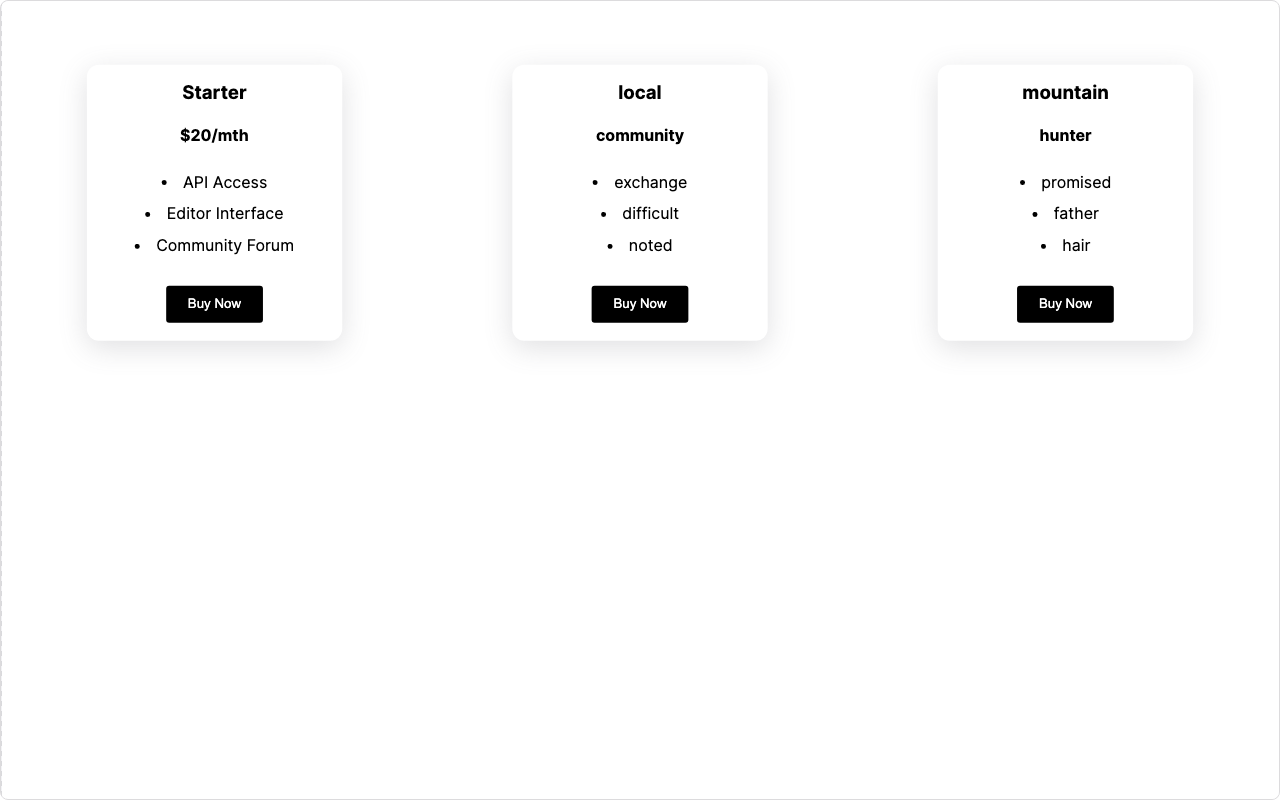 Starter
$20/mth
• API Access
• Editor Interface
• Community Forum
Buy Now
local
community
• exchange
• difficult
• noted
Buy Now
mountain
hunter
• promised
• father
• hair
Buy Now